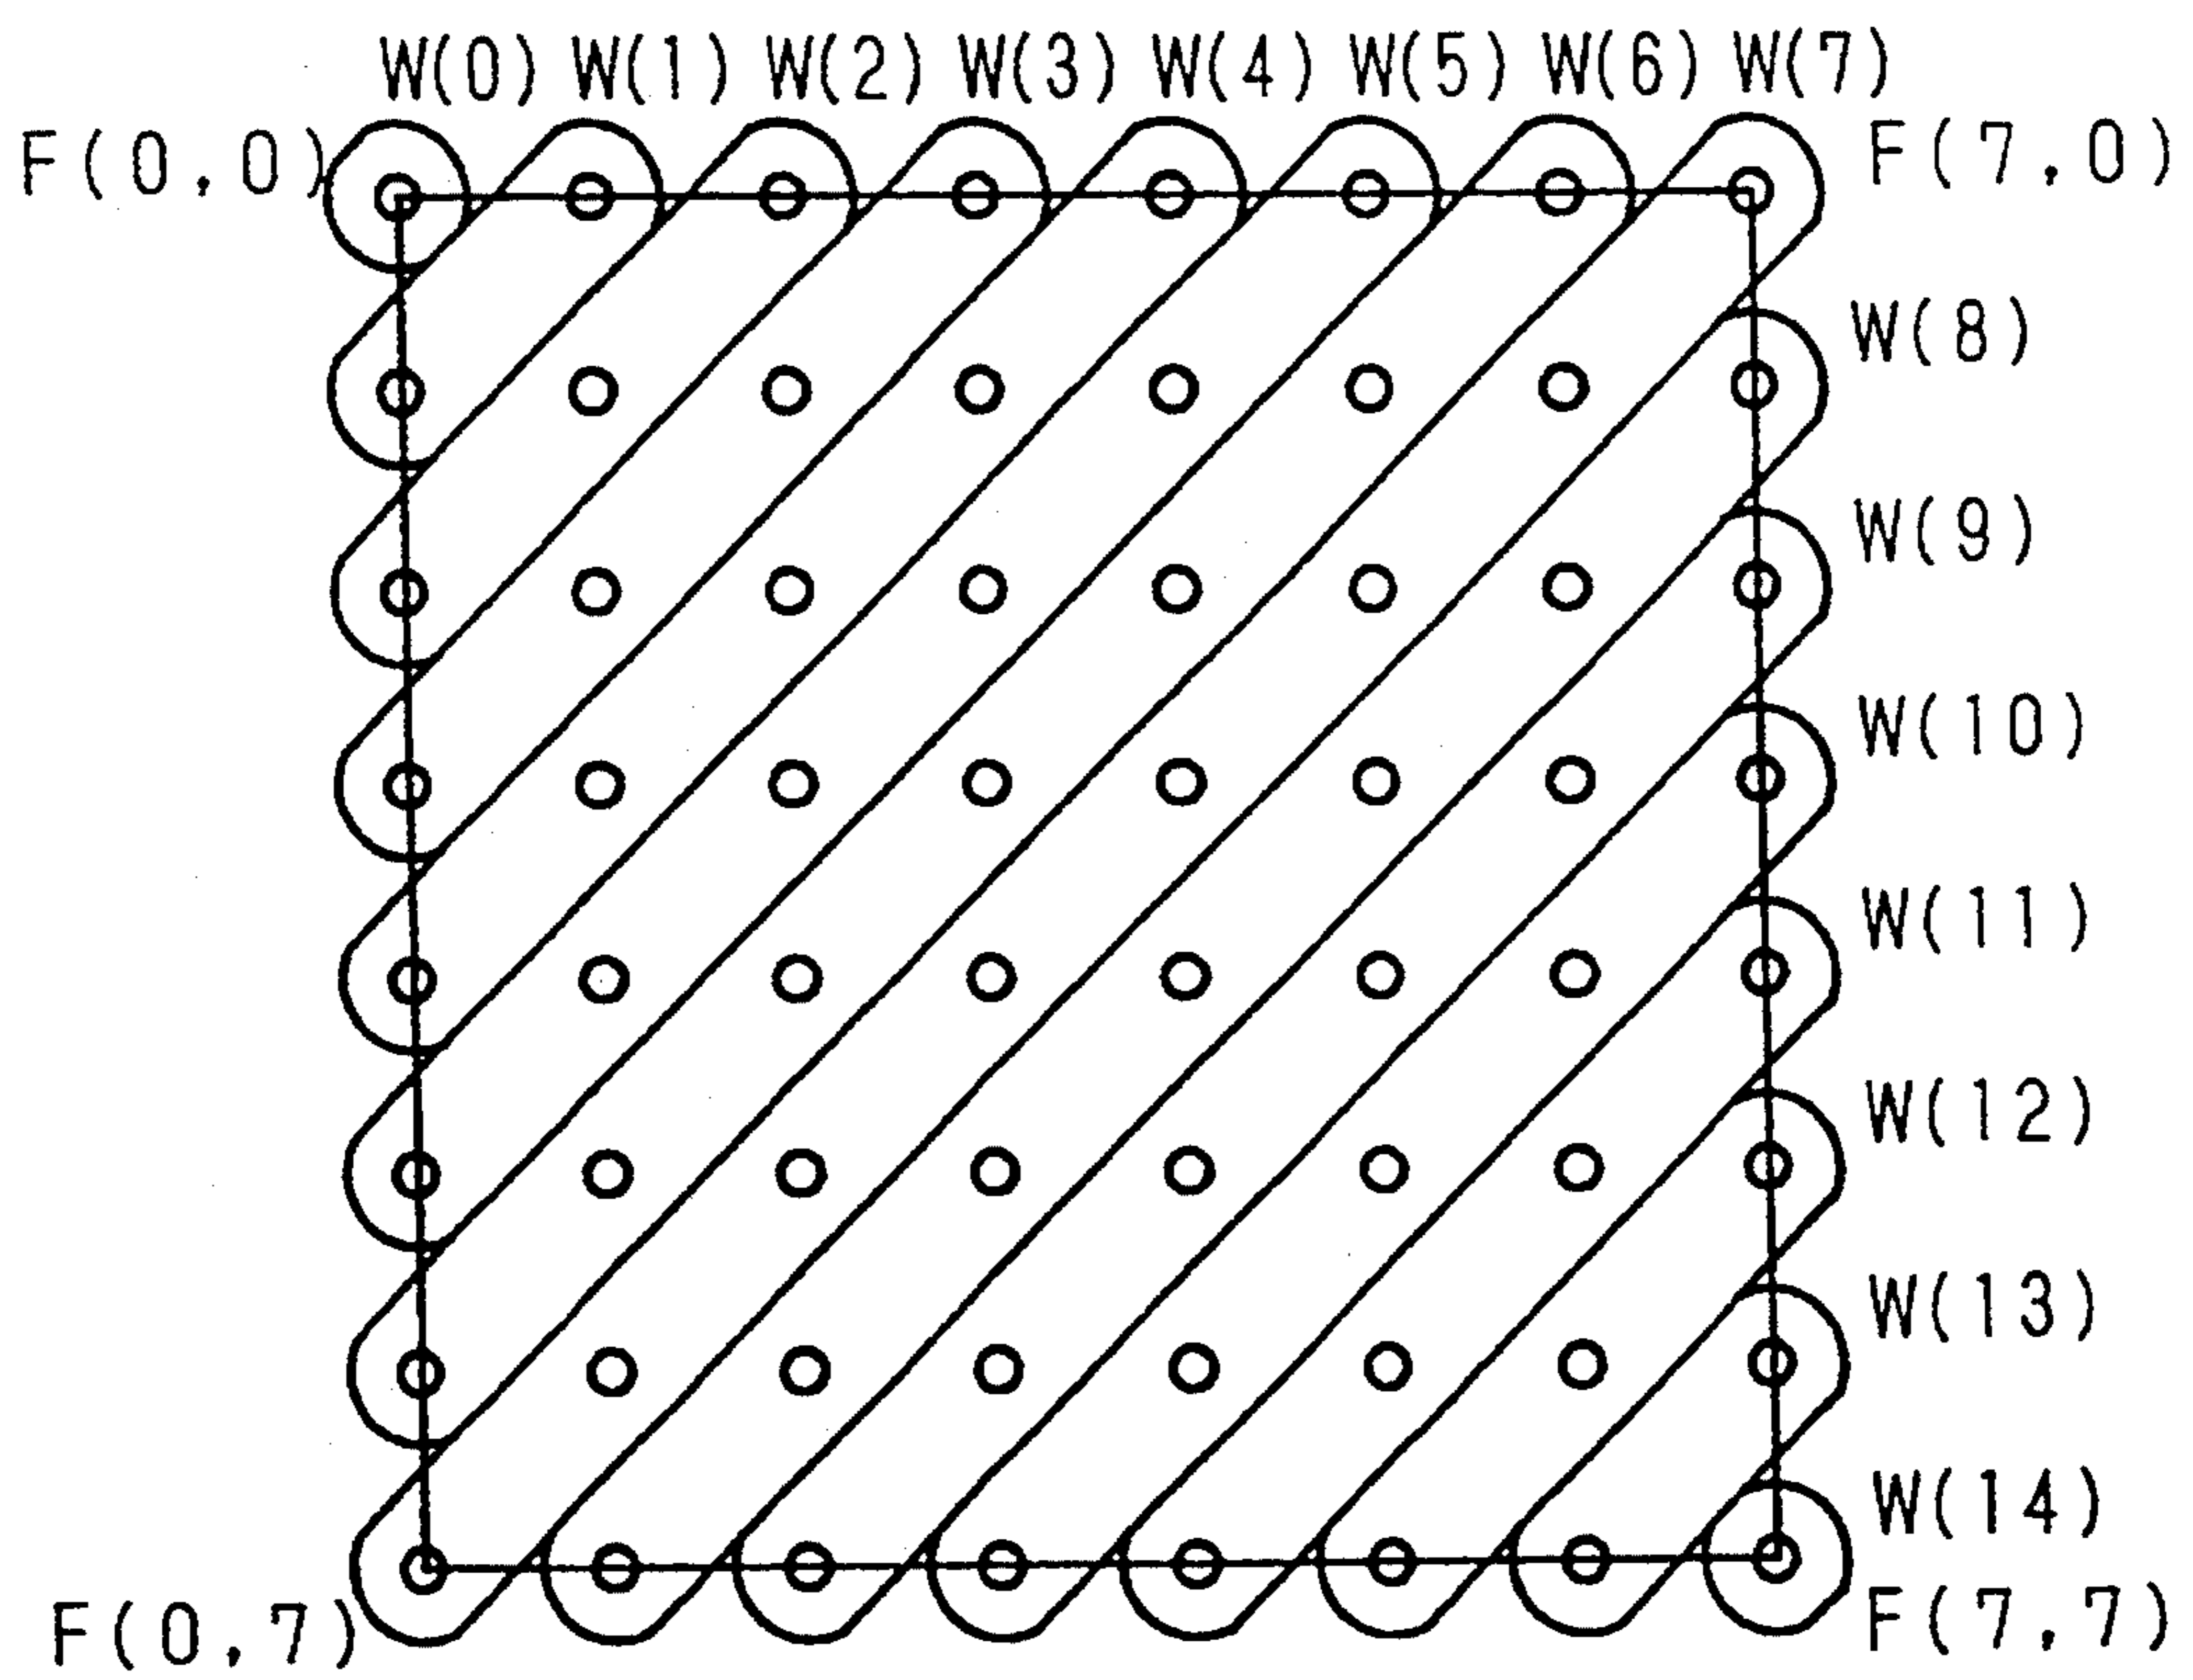 W(0) W(1) W(2) W(3) W(4) W(5) W(6) W(7)
F(0,0) F(7,0)
W(8)
W(9)
W(10)
W(11)
W(12)
W(13)
W(14)
F(0,7) F(7,7)